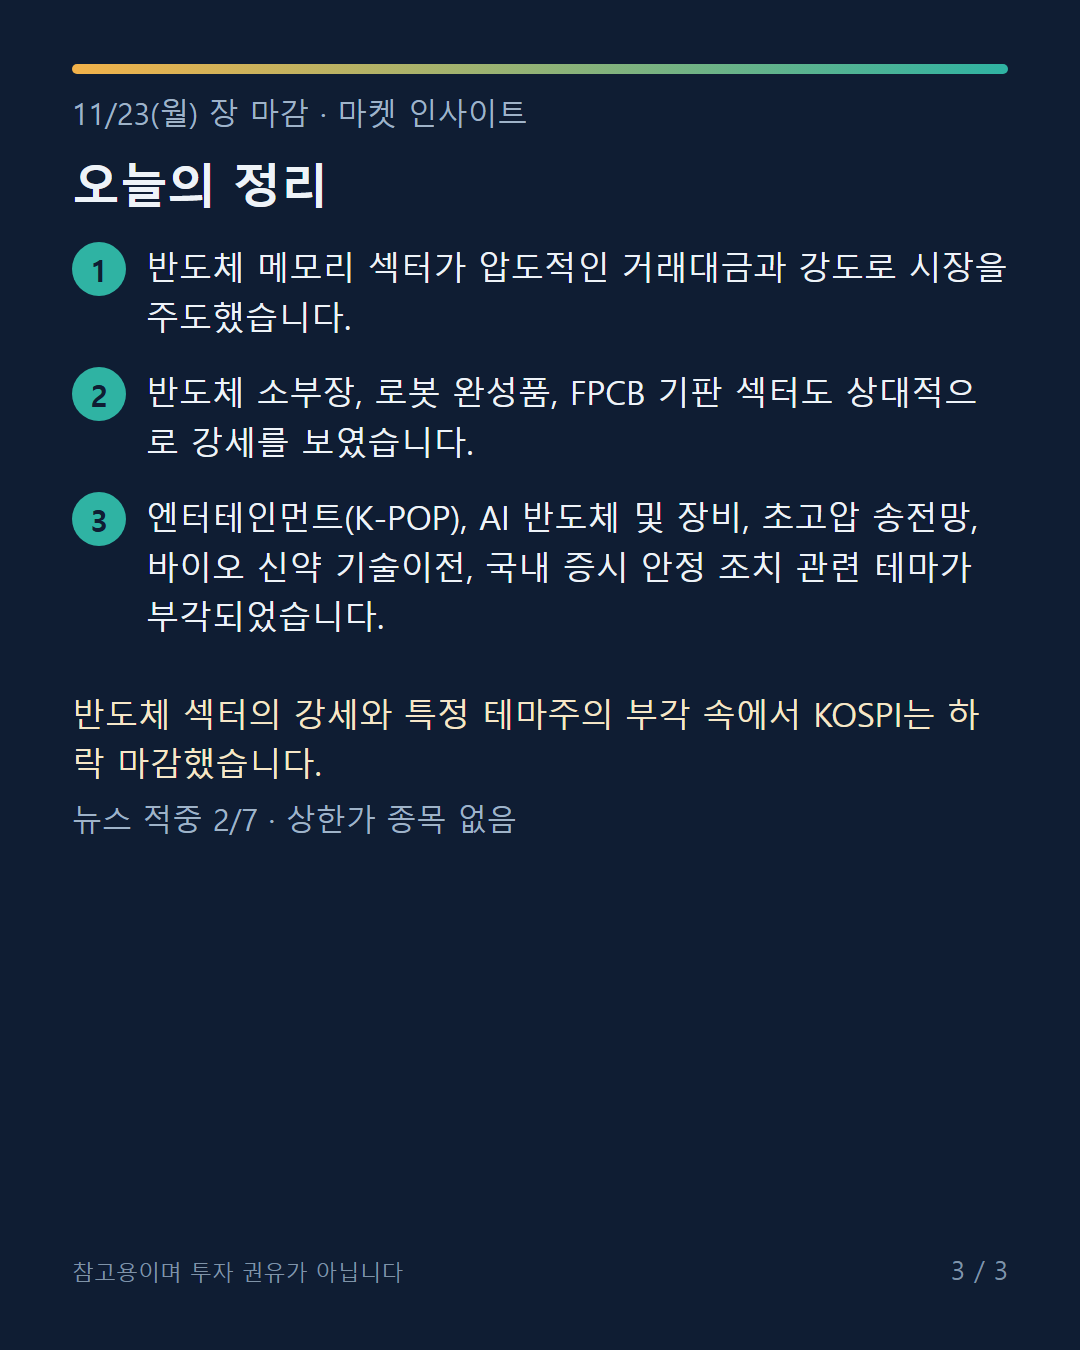 11/23(월) 장 마감 · 마켓 인사이트
오늘의 정리
1 반도체 메모리 섹터가 압도적인 거래대금과 강도로 시장을
주도했습니다.
2 반도체 소부장, 로봇 완성품, FPCB 기판 섹터도 상대적으
로 강세를 보였습니다.
3 엔터테인먼트(K-POP), AI 반도체 및 장비, 초고압 송전망,
바이오 신약 기술이전, 국내 증시 안정 조치 관련 테마가
부각되었습니다.
반도체 섹터의 강세와 특정 테마주의 부각 속에서 KOSPI는 하
락 마감했습니다.
뉴스 적중 2/7 · 상한가 종목 없음
참고용이며 투자 권유가 아닙니다
3 / 3